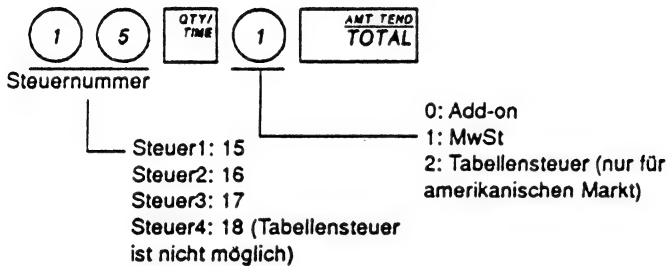 1 5 QTY/ TIME 1 AMT TEND TOTAL
Steuernummer
0: Add-on
Steuer1: 15
1: MwSt
Steuer2: 16
2: Tabellensteuer (nur für
Steuer3: 17
amerikanischen Markt)
Steuer4: 18 (Tabellensteuer
ist nicht möglich)